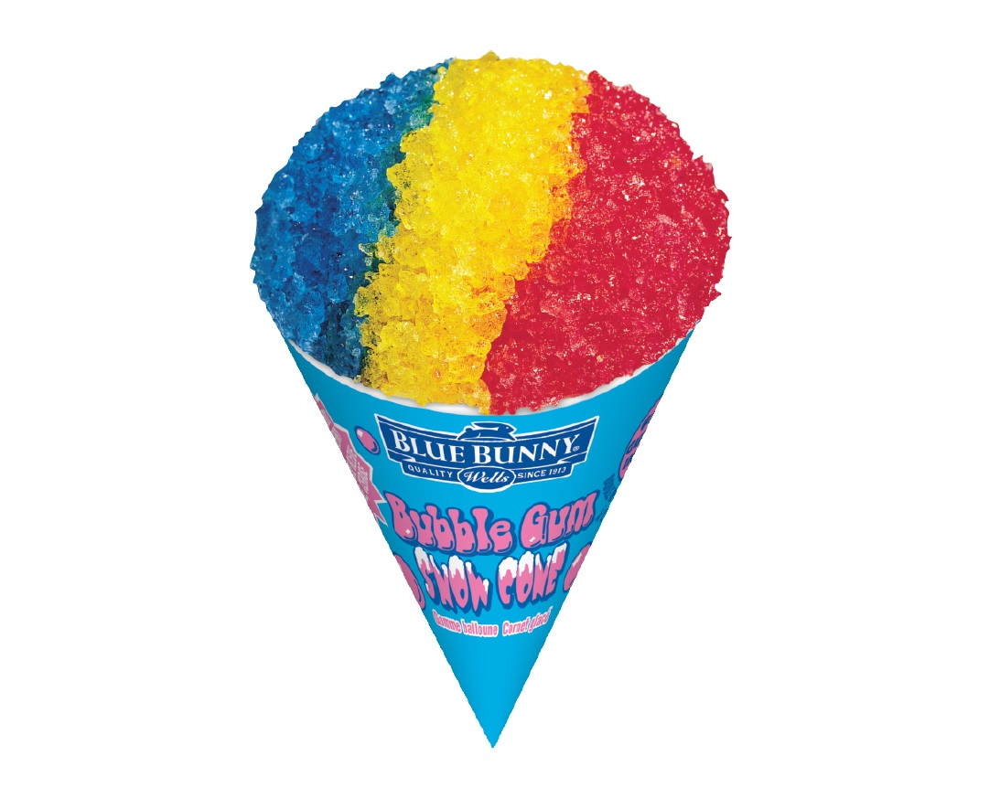 BLUE BUNNY®
QUALITY Wells SINCE 1913
Bubble Gum
SNOW CONE
Gomme balloune Cornet glacé